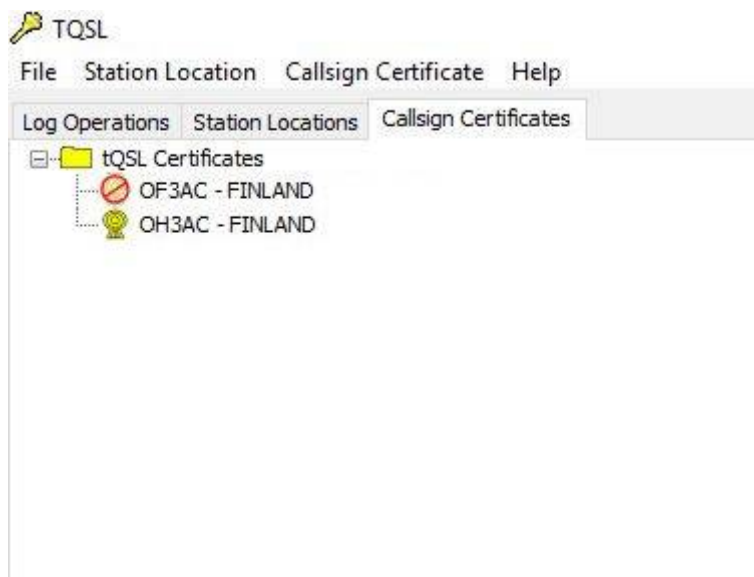 TQSL
File Station Location Callsign Certificate Help
Log Operations Station Locations Callsign Certificates
tQSL Certificates
OF3AC - FINLAND
OH3AC - FINLAND